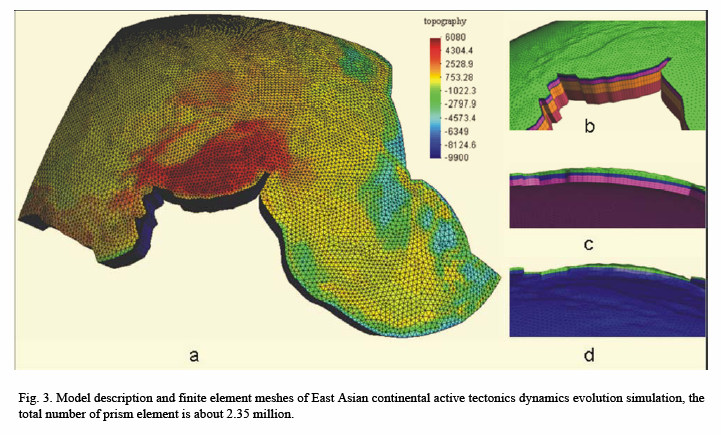 topography
6080
4304.4
2528.9
753.28
-1022.3
-2797.9
-4573.4
-6349
-8124.6
-9900
a
b
c
d
Fig. 3. Model description and finite element meshes of East Asian continental active tectonics dynamics evolution simulation, the
total number of prism element is about 2.35 million.